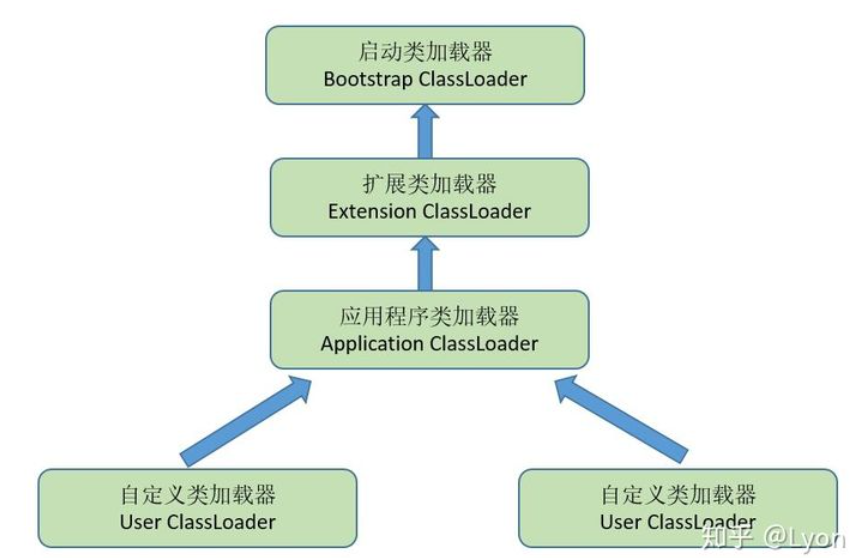 启动类加载器
Bootstrap ClassLoader
扩展类加载器
Extension ClassLoader
应用程序类加载器
Application ClassLoader
自定义类加载器
User ClassLoader
自定义类加载器
User ClassLoader
知乎 @Lyon